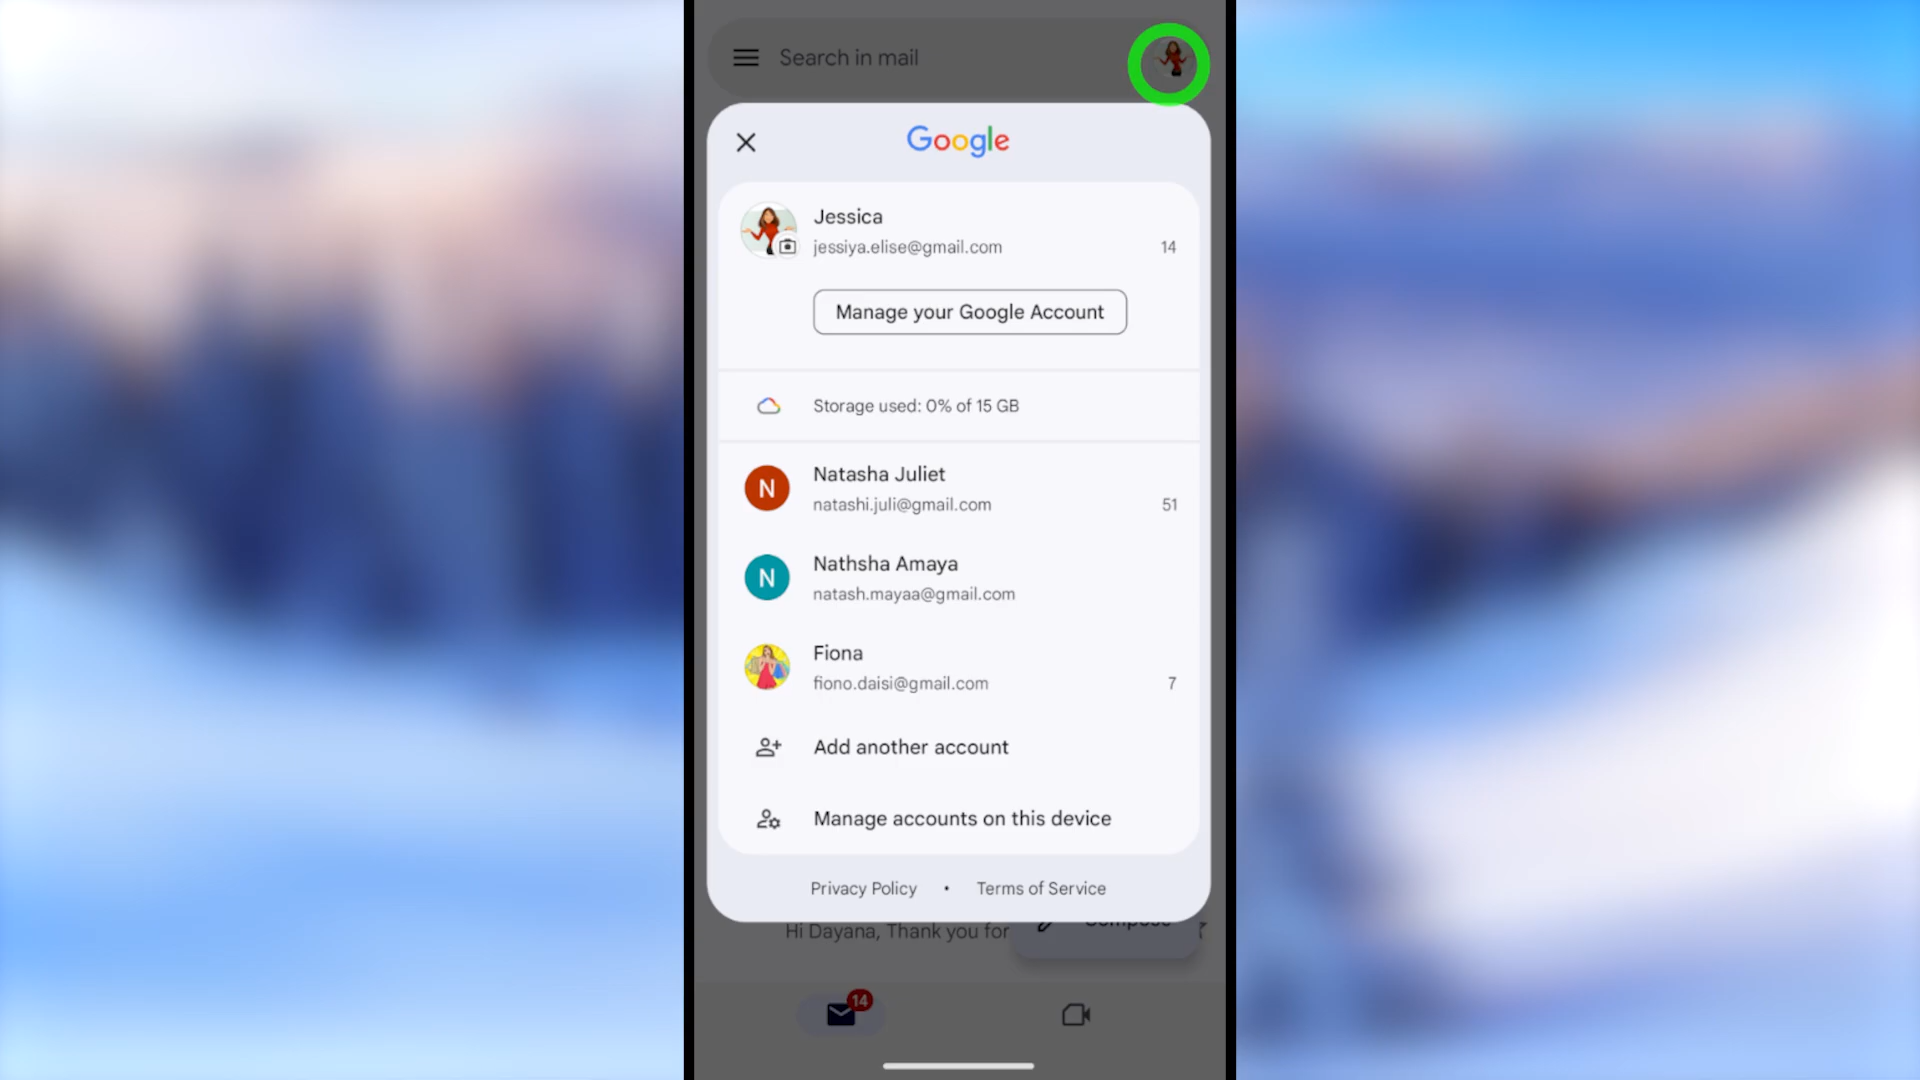 Search in mail
Google
Jessica
jessiya.elise@gmail.com
14
Manage your Google Account
Storage used: 0% of 15 GB
N
Natasha Juliet
natashi.juli@gmail.com
51
N
Nathsha Amaya
natash.mayaa@gmail.com
Fiona
fiono.daisi@gmail.com
7
Add another account
Manage accounts on this device
Privacy Policy • Terms of Service
Hi Dayana, Thank you for
Compose
14